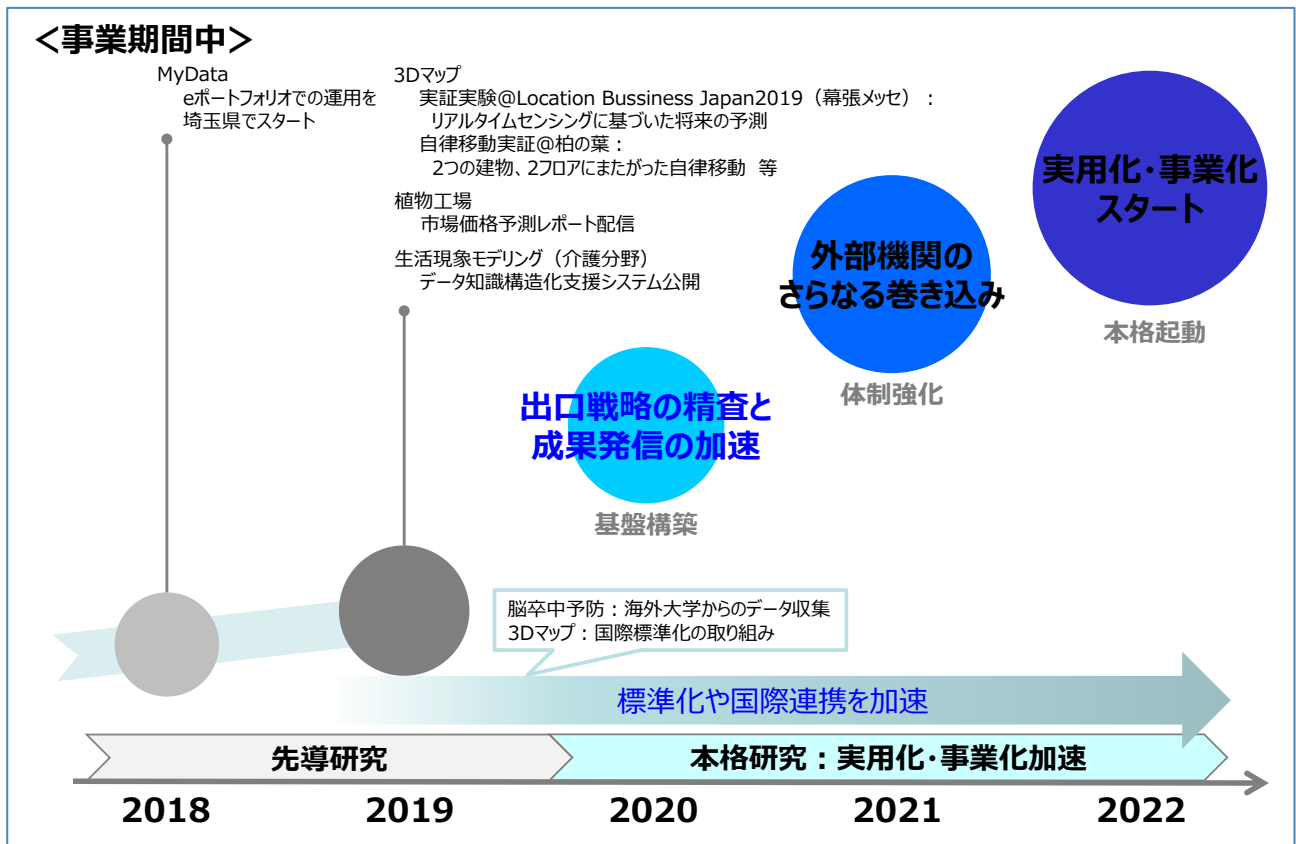 ＜事業期間中＞
MyData
eポートフォリオでの運用を
埼玉県でスタート
3Dマップ
実証実験@Location Bussiness Japan2019（幕張メッセ）：
リアルタイムセンシングに基づいた将来の予測
自律移動実証@柏の葉：
2つの建物、2フロアにまたがった自律移動 等
植物工場
市場価格予測レポート配信
生活現象モデリング（介護分野）
データ知識構造化支援システム公開
出口戦略の精査と
成果発信の加速
基盤構築
外部機関の
さらなる巻き込み
体制強化
実用化・事業化
スタート
本格起動
脳卒中予防：海外大学からのデータ収集
3Dマップ：国際標準化の取り組み
標準化や国際連携を加速
先導研究
本格研究：実用化・事業化加速
2018
2019
2020
2021
2022